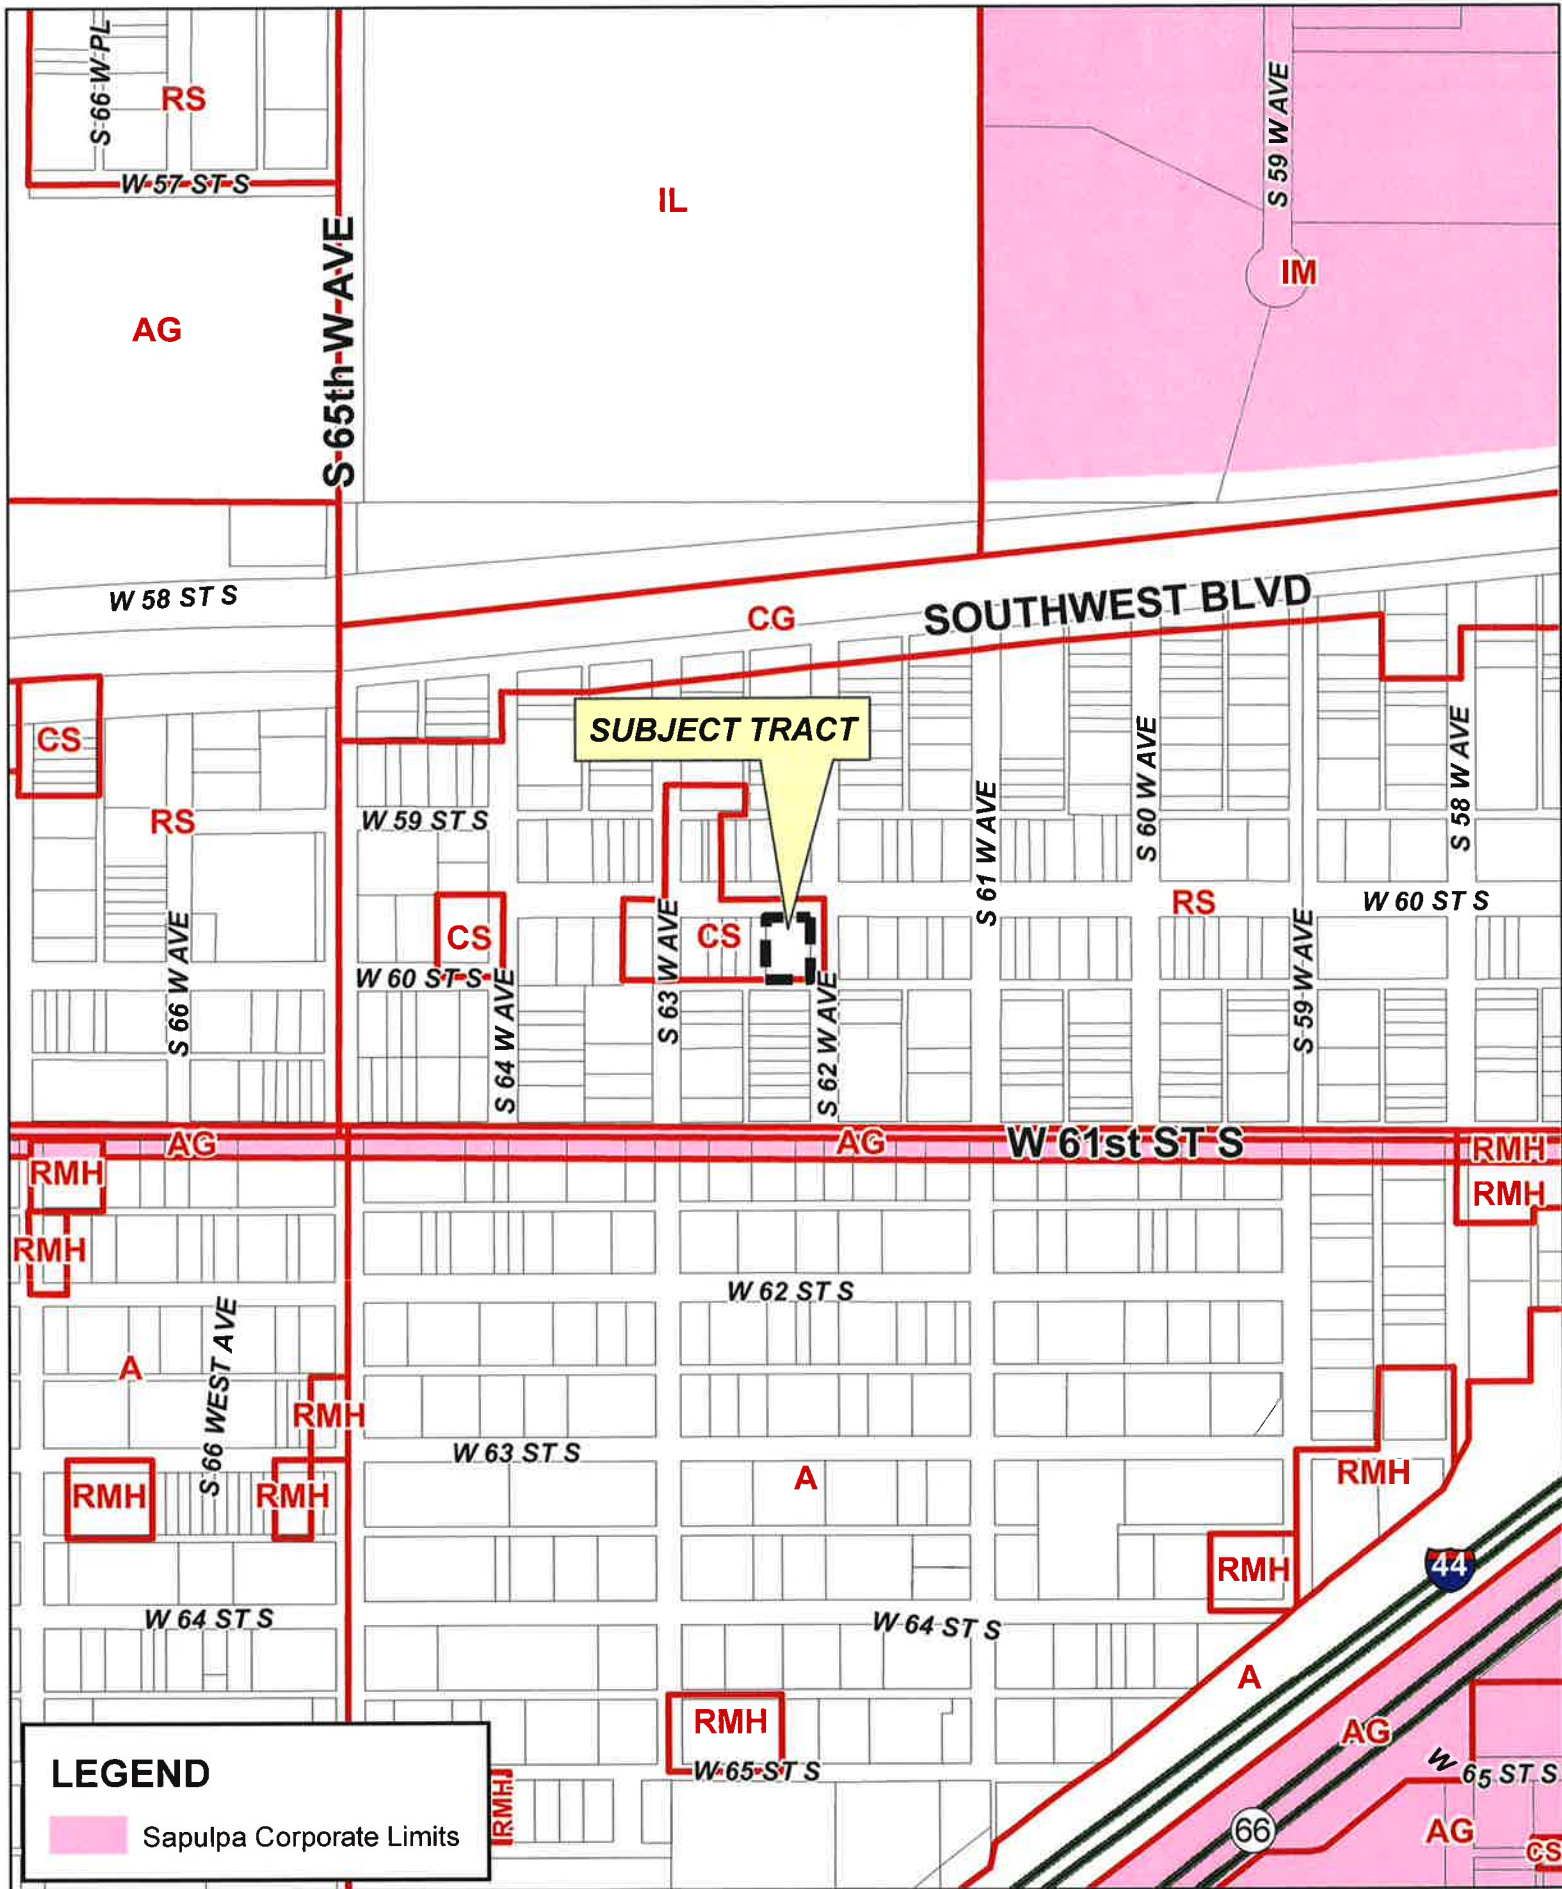 S 66 W PL
RS
W 57 ST S
S 65th W AVE
AG
IL
S 59 W AVE
IM
W 58 ST S
CG
SOUTHWEST BLVD
SUBJECT TRACT
CS
RS
W 59 ST S
S 61 W AVE
S 60 W AVE
S 58 W AVE
RS
W 60 ST S
CS
CS
S 63 W AVE
W 60 ST S
S 66 W AVE
S 64 W AVE
S 62 W AVE
S 59 W AVE
AG
AG
W 61st ST S
RMH
RMH
RMH
RMH
W 62 ST S
A
S 66 WEST AVE
RMH
W 63 ST S
A
RMH
RMH
RMH
RMH
44
W 64 ST S
W 64 ST S
A
RMH
AG
W 65 ST S
W 65 ST S
RMH
66
AG
CS
LEGEND
Sapulpa Corporate Limits